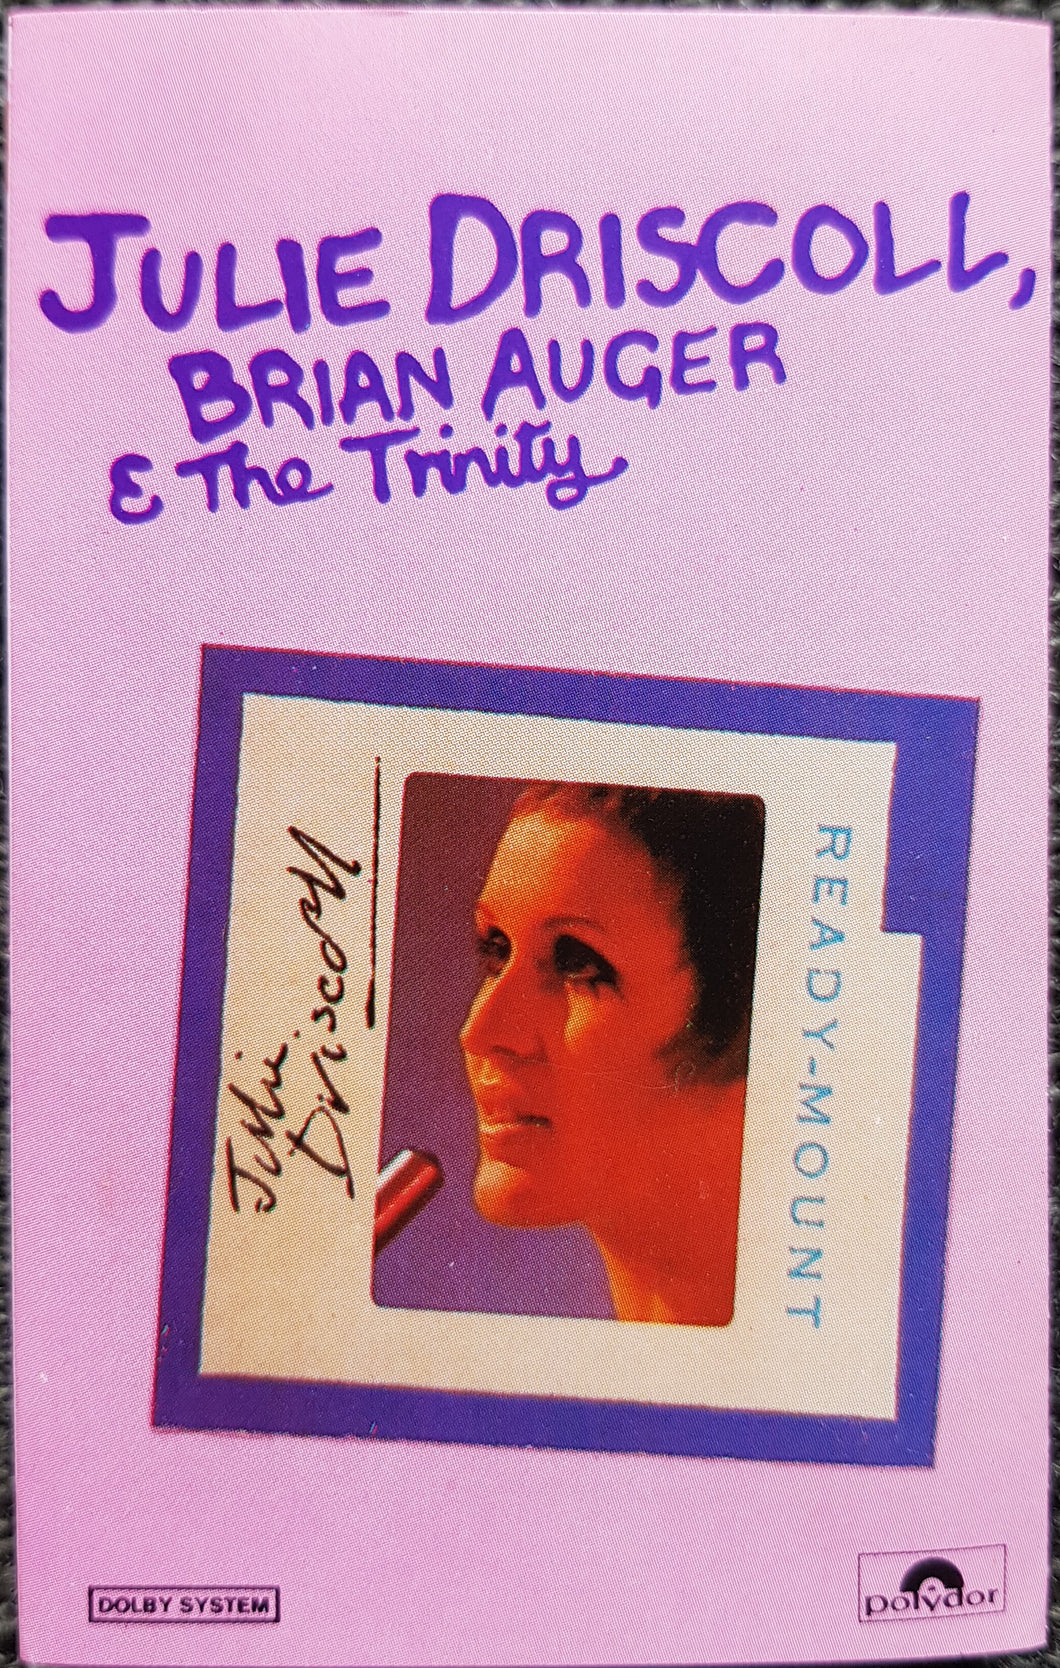 JULIE DRISCOLL,
BRIAN AUGER
& The Trinity
Julie
Driscoll
READY-MOUNT
DOLBY SYSTEM
polydor